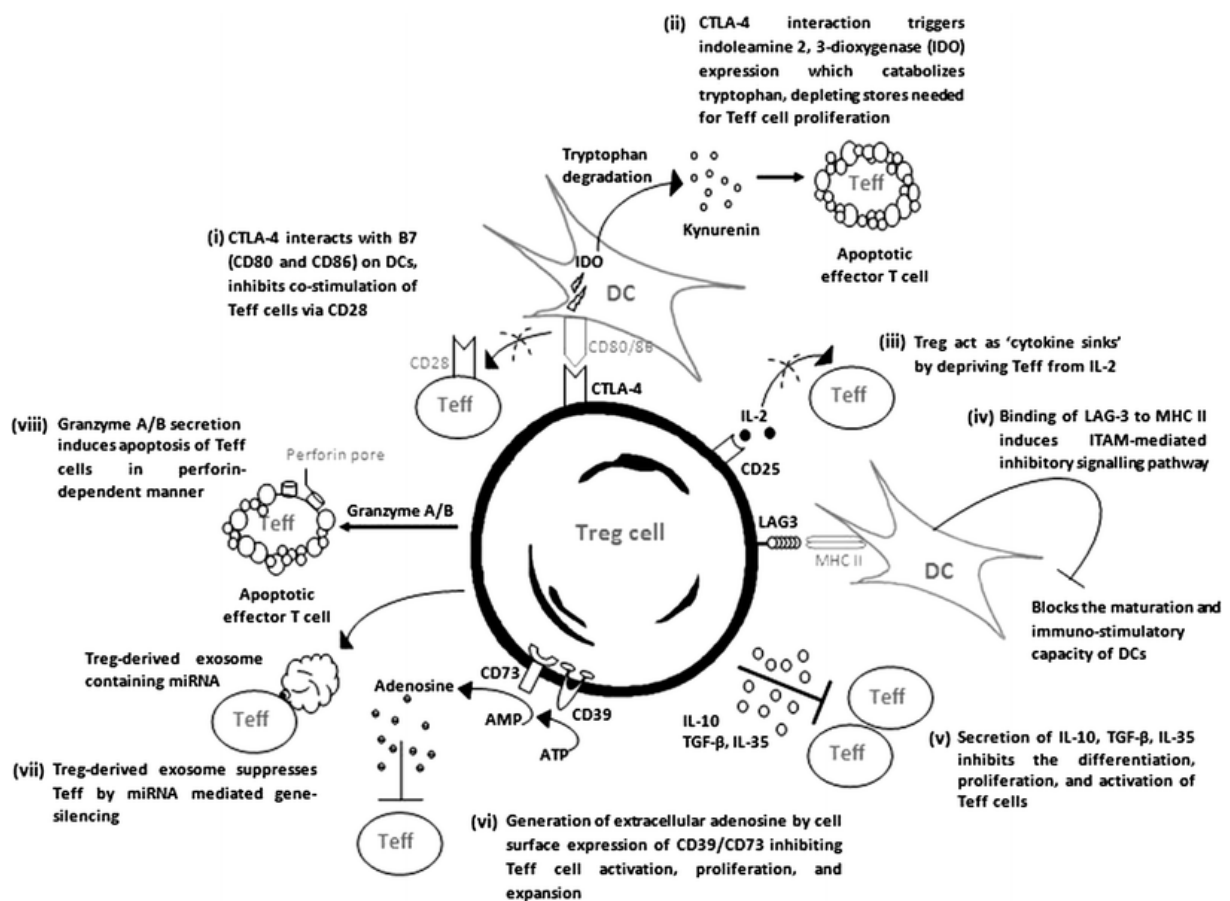 (ii) CTLA-4 interaction triggers
indoleamine 2, 3-dioxygenase (IDO)
expression which catabolizes
tryptophan, depleting stores needed
for Teff cell proliferation
Tryptophan
degradation
Kynurenin
Teff
Apoptotic
effector T cell
(i) CTLA-4 interacts with B7
(CD80 and CD86) on DCs,
inhibits co-stimulation of
Teff cells via CD28
IDO
DC
CD80/86
CD28
Teff
CTLA-4
(iii) Treg act as ‘cytokine sinks’
by depriving Teff from IL-2
Teff
IL-2
CD25
(iv) Binding of LAG-3 to MHC II
induces ITAM-mediated
inhibitory signalling pathway
LAG3
MHC II
DC
Blocks the maturation and
immuno-stimulatory
capacity of DCs
(viii) Granzyme A/B secretion
induces apoptosis of Teff
cells in perforin-
dependent manner
Perforin pore
Teff
Granzyme A/B
Apoptotic
effector T cell
Treg cell
Treg-derived exosome
containing miRNA
Teff
(vii) Treg-derived exosome suppresses
Teff by miRNA mediated gene-
silencing
CD73
CD39
Adenosine
AMP
ATP
Teff
(vi) Generation of extracellular adenosine by cell
surface expression of CD39/CD73 inhibiting
Teff cell activation, proliferation, and
expansion
IL-10
TGF-β, IL-35
Teff
Teff
(v) Secretion of IL-10, TGF-β, IL-35
inhibits the differentiation,
proliferation, and activation of
Teff cells